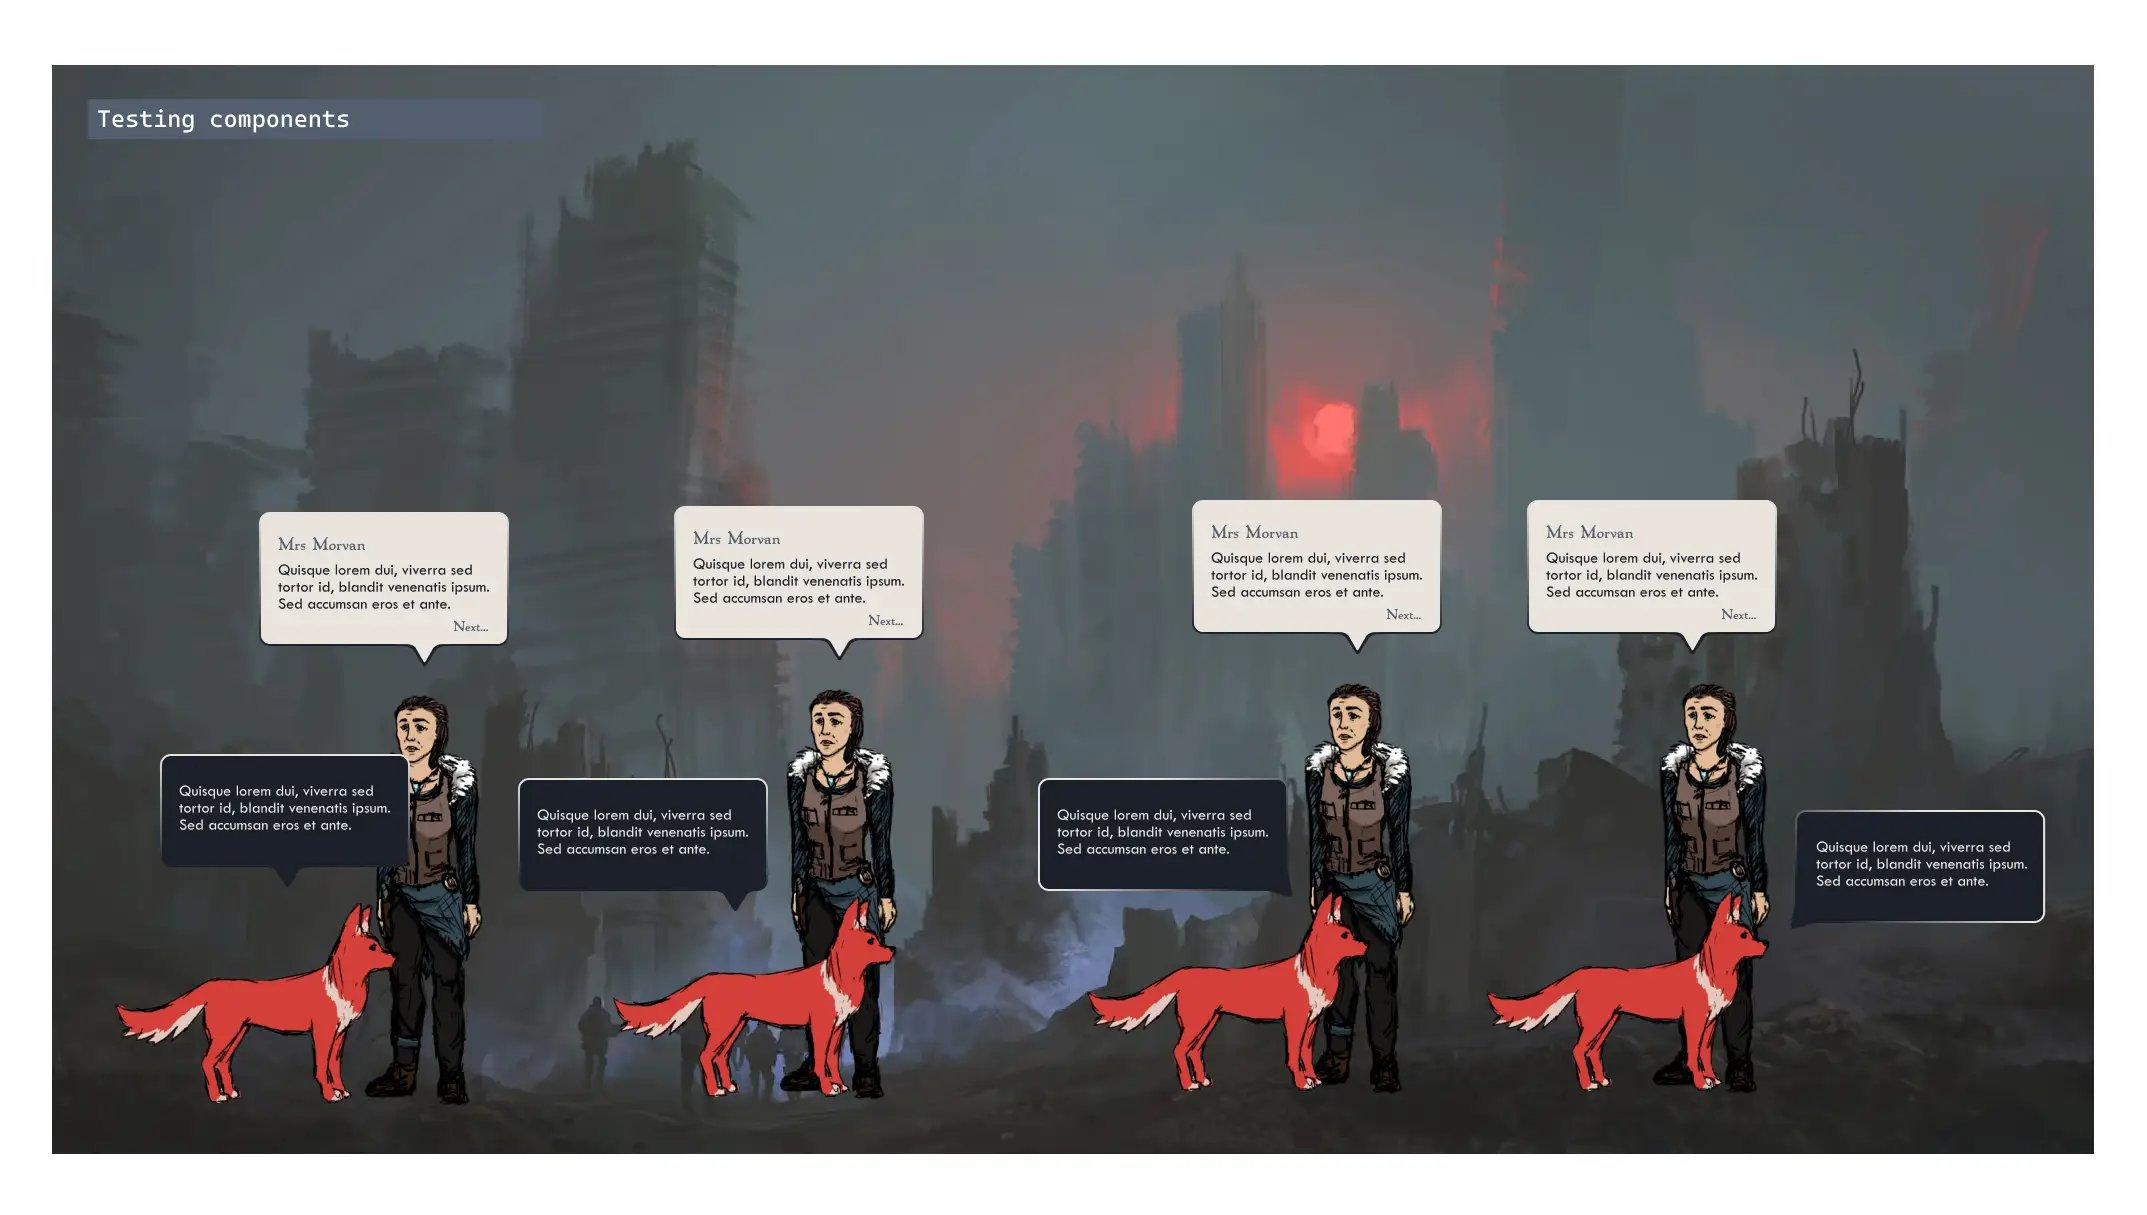 Testing components
Mrs Morvan
Quisque lorem dui, viverra sed
tortor id, blandit venenatis ipsum.
Sed accumsan eros et ante.
Next...
Mrs Morvan
Quisque lorem dui, viverra sed
tortor id, blandit venenatis ipsum.
Sed accumsan eros et ante.
Next...
Mrs Morvan
Quisque lorem dui, viverra sed
tortor id, blandit venenatis ipsum.
Sed accumsan eros et ante.
Next...
Mrs Morvan
Quisque lorem dui, viverra sed
tortor id, blandit venenatis ipsum.
Sed accumsan eros et ante.
Next...
Quisque lorem dui, viverra sed
tortor id, blandit venenatis ipsum.
Sed accumsan eros et ante.
Quisque lorem dui, viverra sed
tortor id, blandit venenatis ipsum.
Sed accumsan eros et ante.
Quisque lorem dui, viverra sed
tortor id, blandit venenatis ipsum.
Sed accumsan eros et ante.
Quisque lorem dui, viverra sed
tortor id, blandit venenatis ipsum.
Sed accumsan eros et ante.